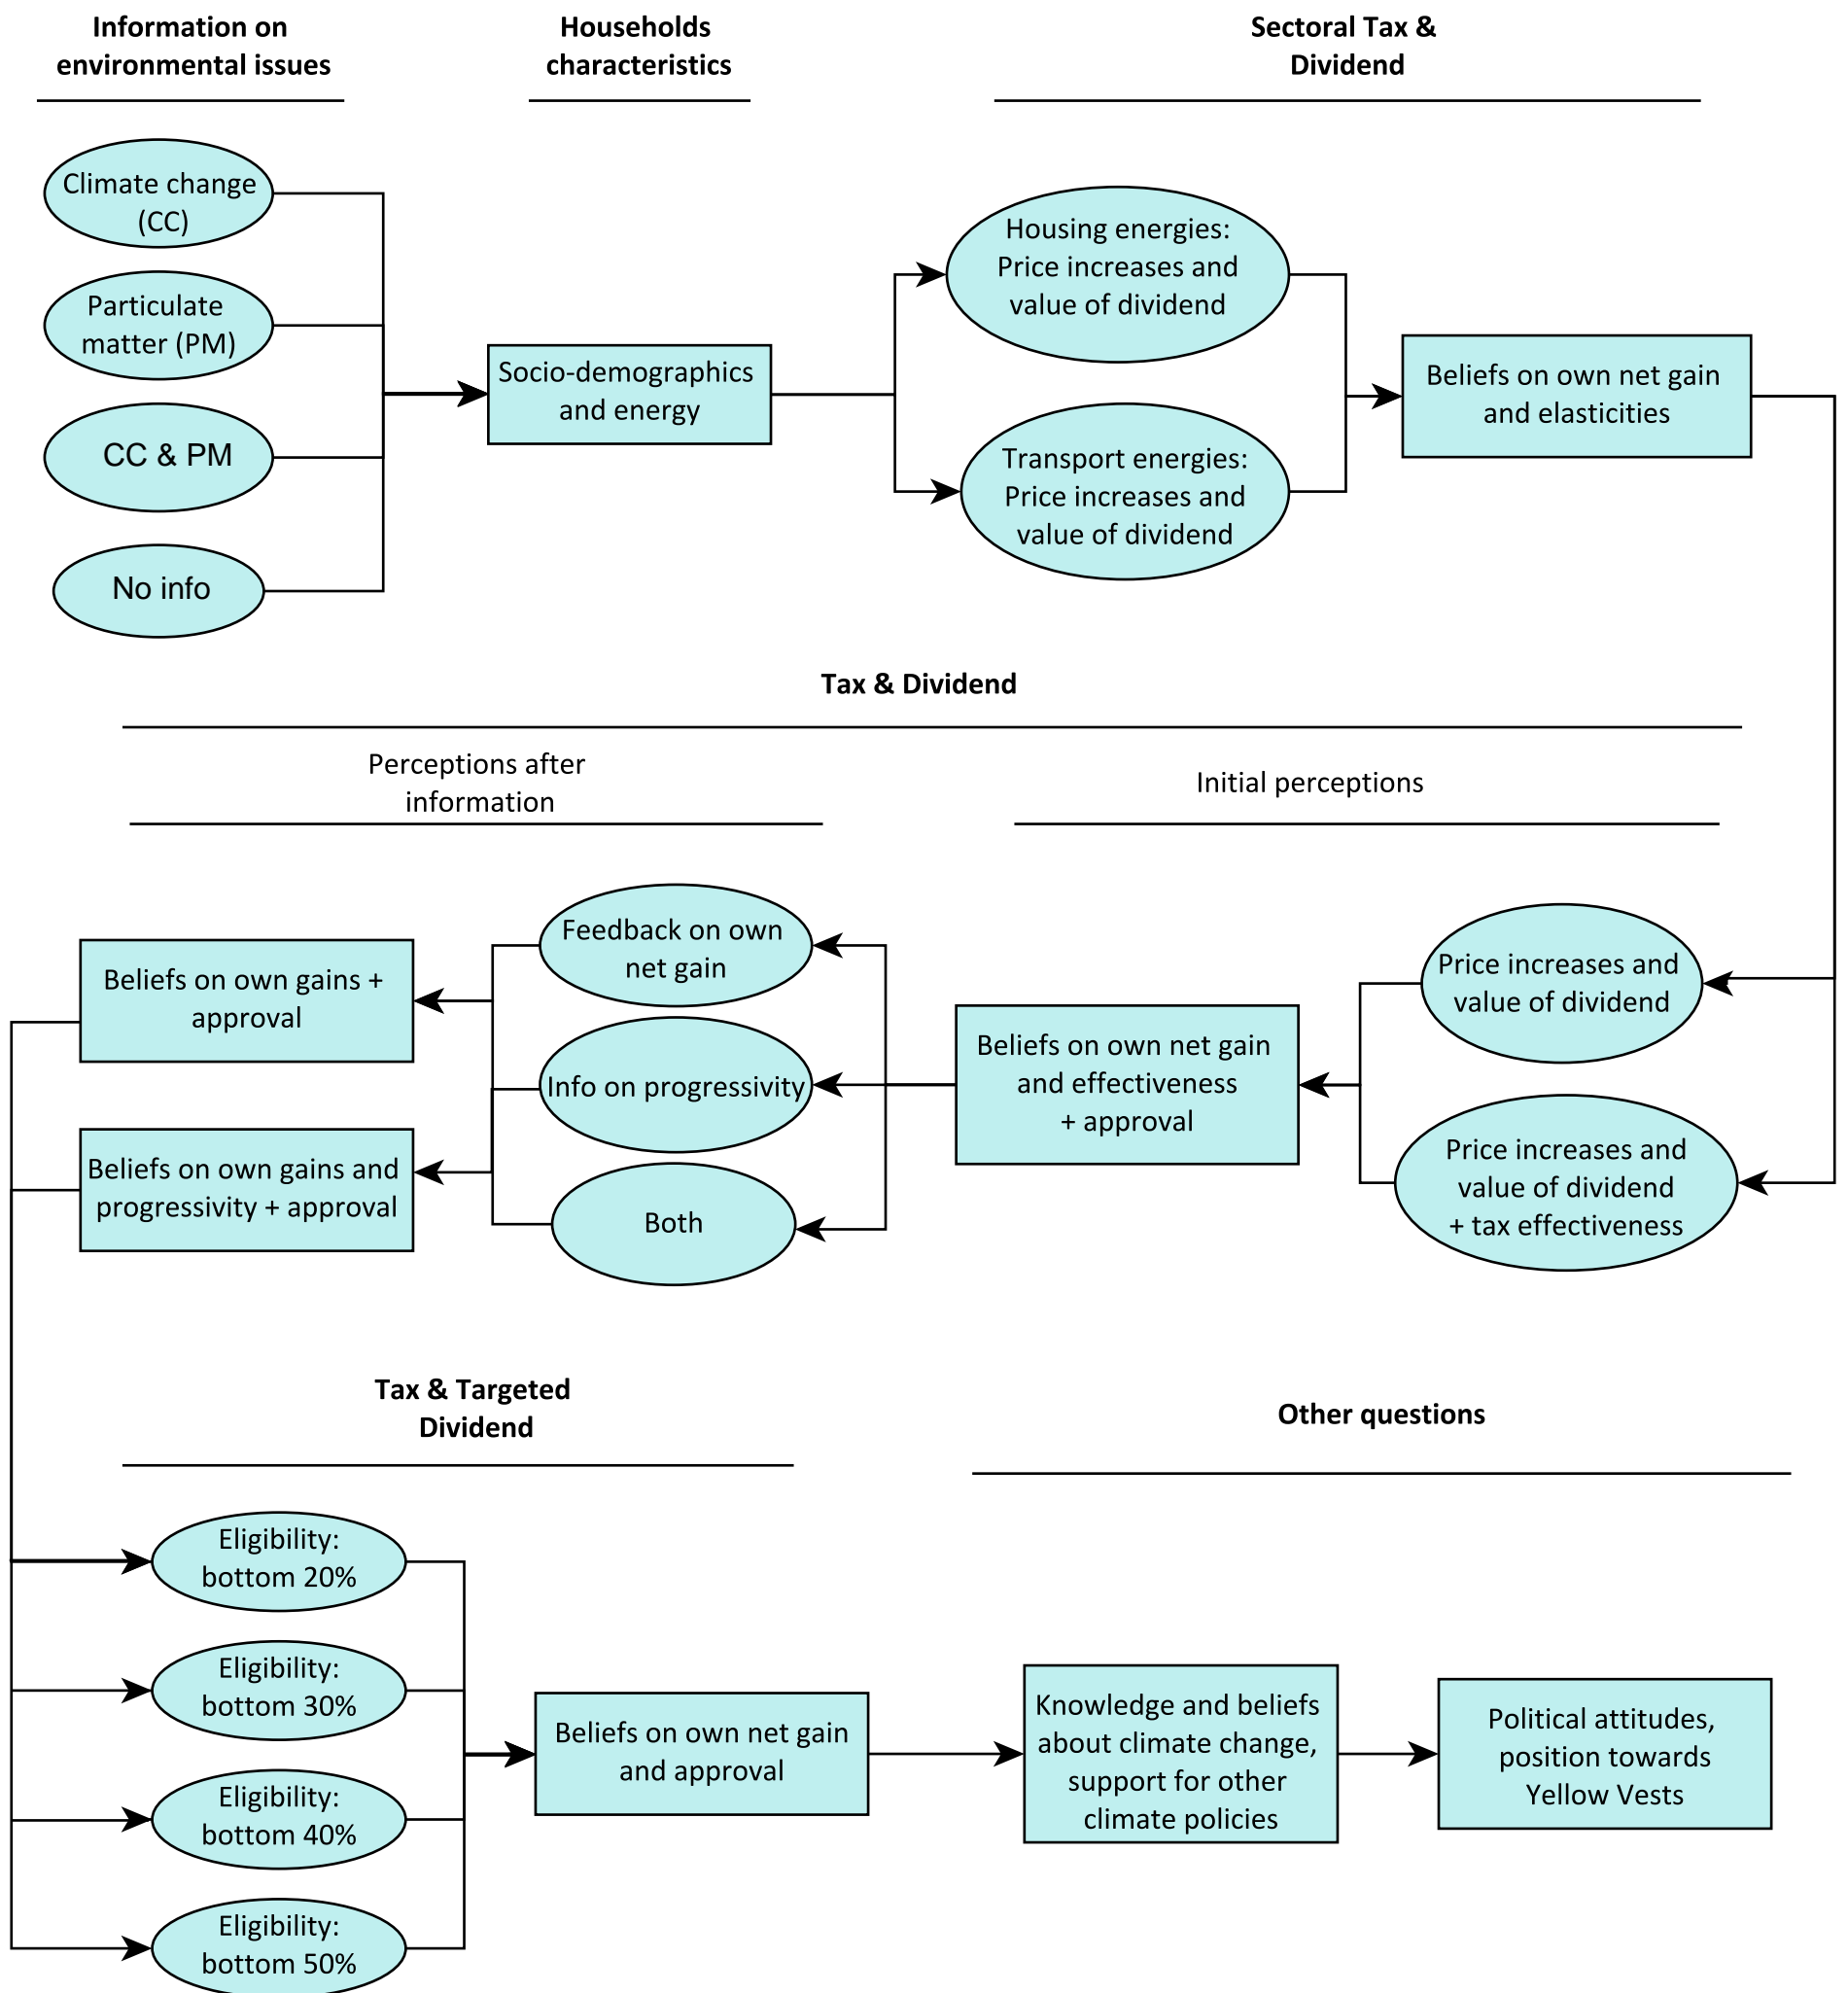 Information on
environmental issues
Households
characteristics
Sectoral Tax &
Dividend
Climate change
(CC)
Particulate
matter (PM)
CC & PM
No info
Socio-demographics
and energy
Housing energies:
Price increases and
value of dividend
Transport energies:
Price increases and
value of dividend
Beliefs on own net gain
and elasticities
Tax & Dividend
Perceptions after
information
Initial perceptions
Price increases and
value of dividend
Price increases and
value of dividend
+ tax effectiveness
Beliefs on own net gain
and effectiveness
+ approval
Feedback on own
net gain
Info on progressivity
Both
Beliefs on own gains +
approval
Beliefs on own gains and
progressivity + approval
Tax & Targeted
Dividend
Other questions
Eligibility:
bottom 20%
Eligibility:
bottom 30%
Eligibility:
bottom 40%
Eligibility:
bottom 50%
Beliefs on own net gain
and approval
Knowledge and beliefs
about climate change,
support for other
climate policies
Political attitudes,
position towards
Yellow Vests